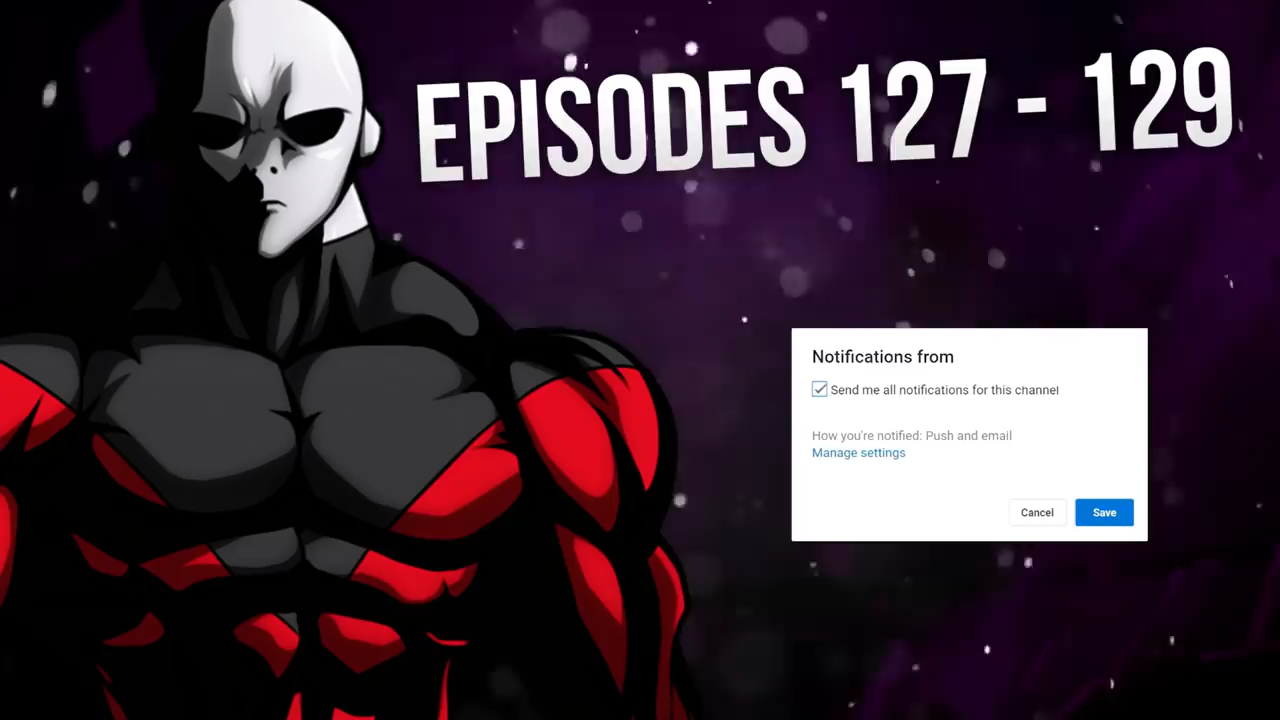 EPISODES 127 - 129
Notifications from
Send me all notifications for this channel
How you're notified: Push and email
Manage settings
Cancel
Save